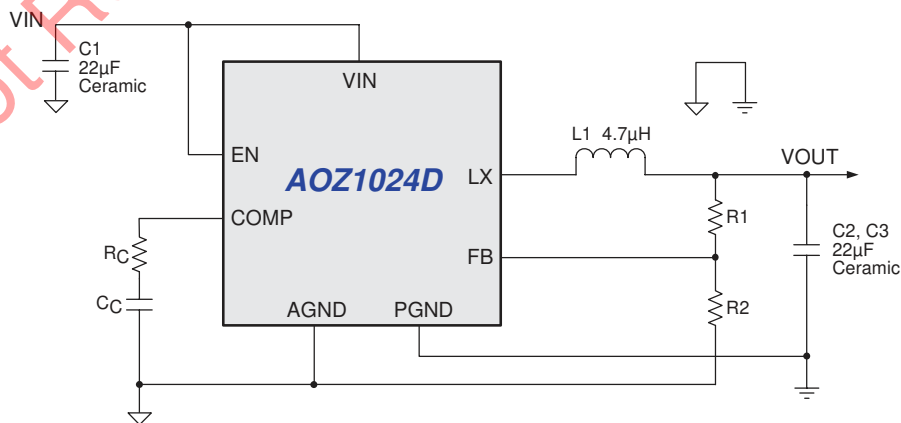 ot R
VIN
C1
22µF
Ceramic
VIN
L1 4.7µH
VOUT
EN
AOZ1024D
LX
COMP
R1
RC
FB
C2, C3
22µF
Ceramic
CC
AGND
PGND
R2